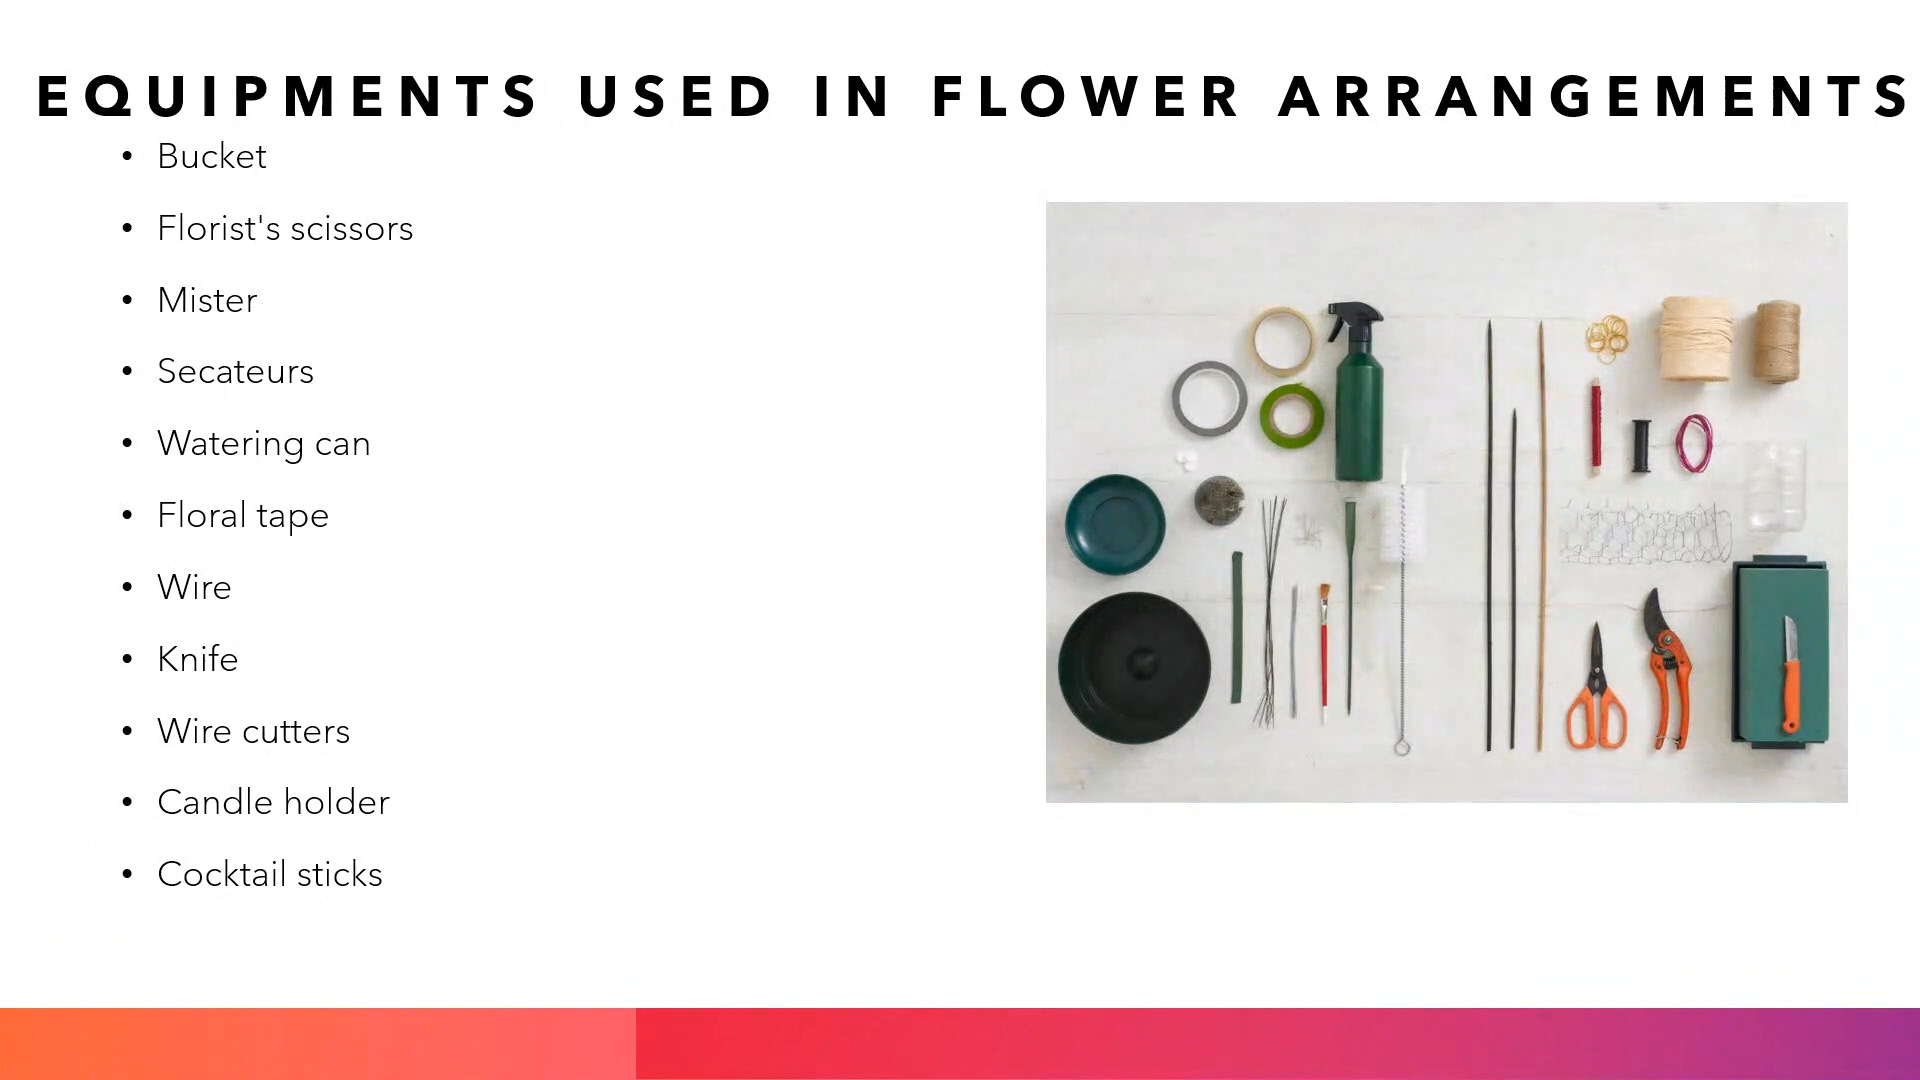 EQUIPMENTS USED IN FLOWER ARRANGEMENTS
• Bucket
• Florist's scissors
• Mister
• Secateurs
• Watering can
• Floral tape
• Wire
• Knife
• Wire cutters
• Candle holder
• Cocktail sticks